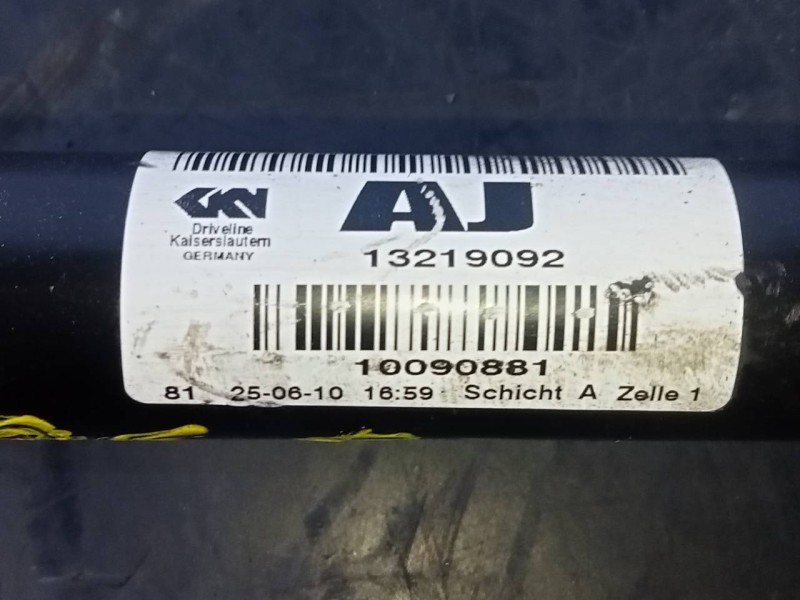 GKN
AJ
Driveline
Kaiserslautern
GERMANY
13219092
10090881
81 25-06-10 16:59 Schicht A Zelle 1